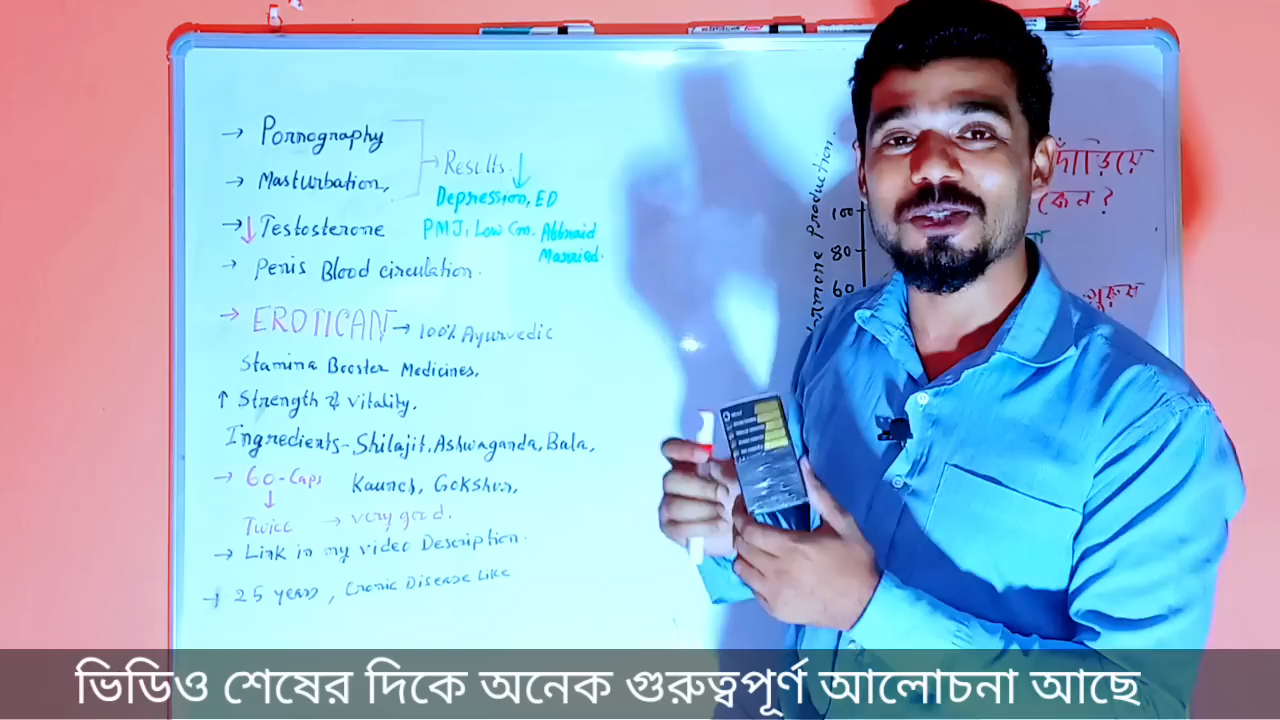 → Pornography
→ Masturbation,
→ Results ↓
Depression, ED
→ ↓ Testosterone
PMJ, Low Con. Abbraid
Married.
→ Penis Blood circulation.
→ EROTICAN → 100% Ayurvedic
Stamina Booster Medicines,
↑ Strength & Vitality.
Ingredients - Shilajit, Ashwaganda, Bala,
→ 60-Caps Kaunch, Gokshur,
↓
Twice → very good.
→ Link in my video Description.
→ 25 years, Cronic Disease Like
Hormone Production.
100
80
60
দাঁড়িয়ে
কেন?
পুরুষ
ভিডিও শেষের দিকে অনেক গুরুত্বপূর্ণ আলোচনা আছে